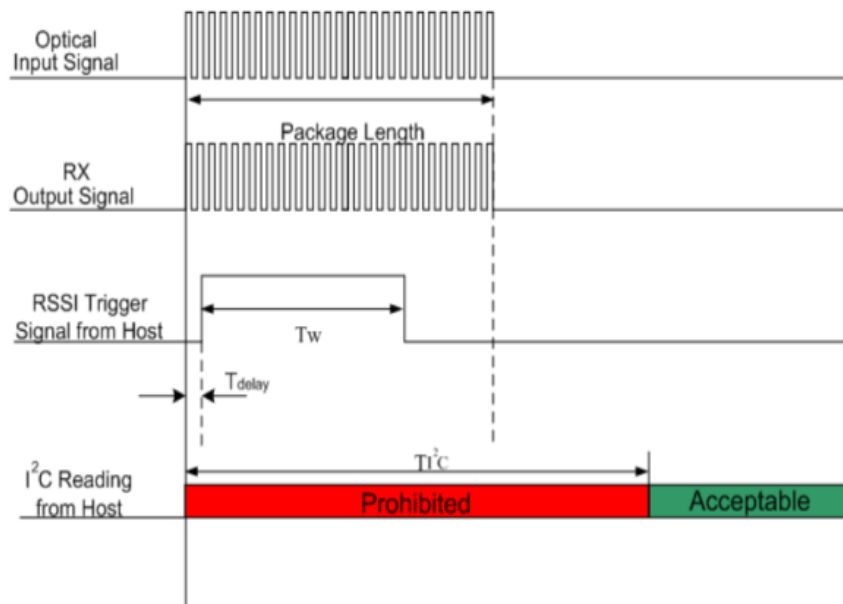 Optical
Input Signal
Package Length
RX
Output Signal
RSSI Trigger
Signal from Host
Tw
Tdelay
TI²C
I²C Reading
from Host
Prohibited
Acceptable